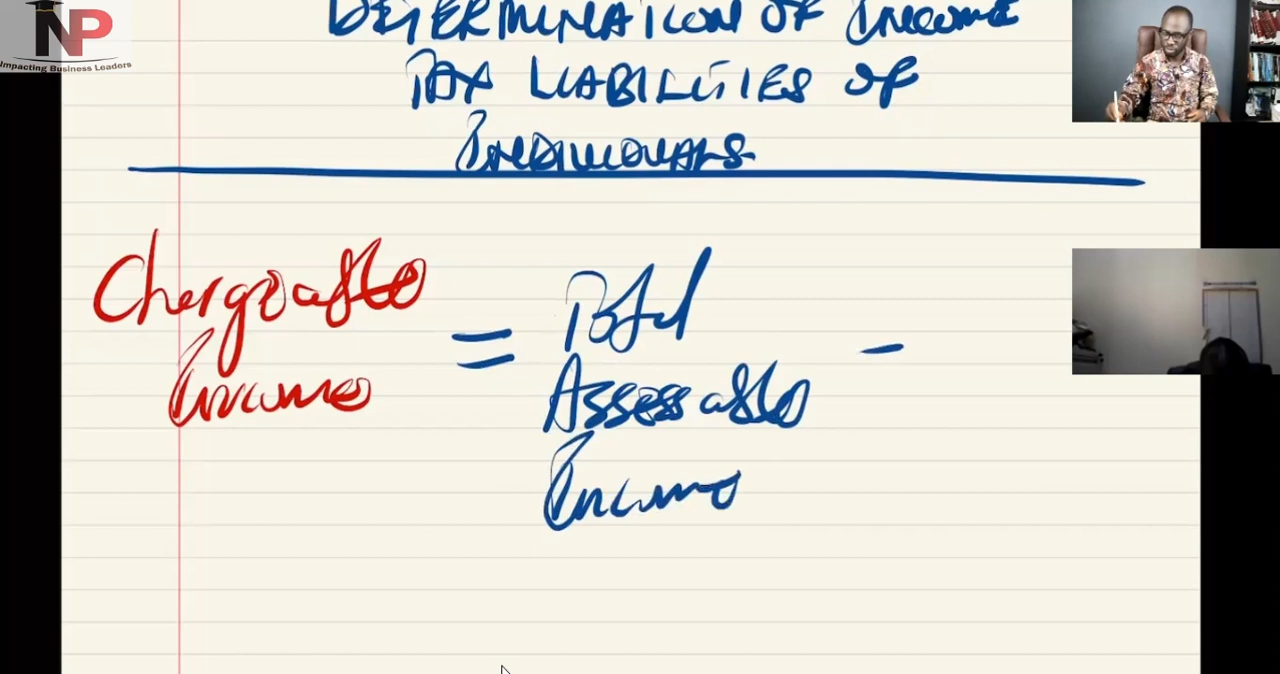 NP
Impacting Business Leaders
DETERMINATION OF Income
TAX LIABILITIES OF
INDIVIDUALS
Chargeable
Income
= Total
Assessable
Income
-